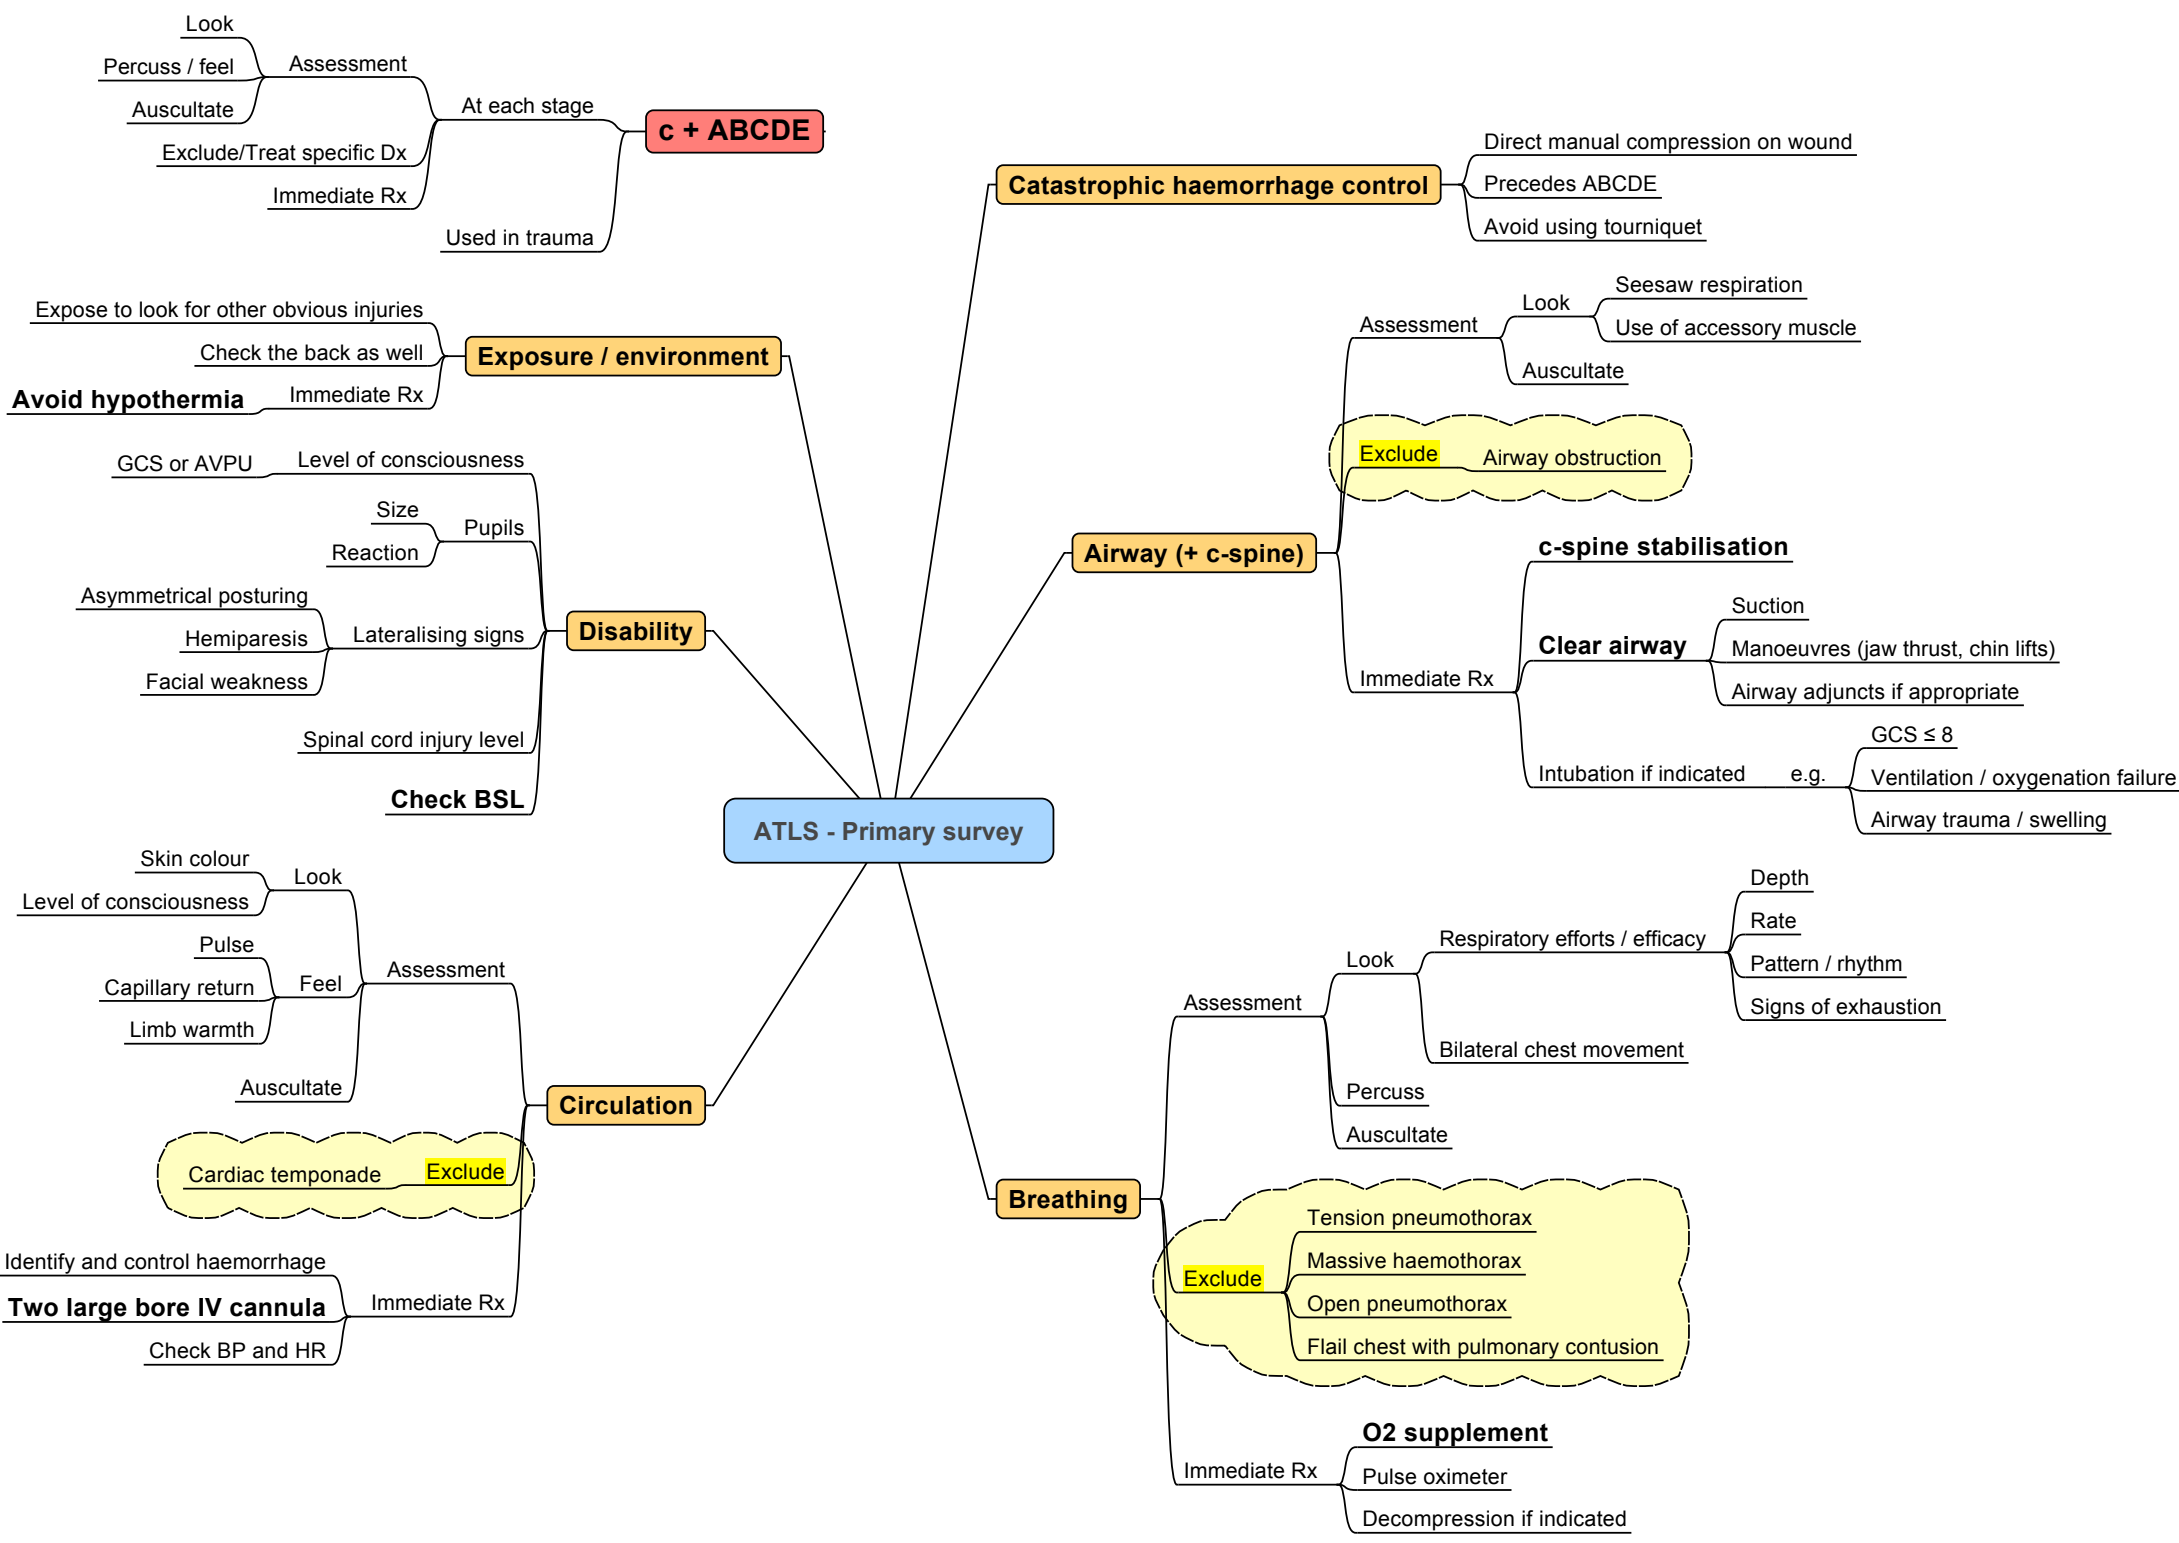 c + ABCDE
At each stage
Assessment
Look
Percuss / feel
Auscultate
Exclude/Treat specific Dx
Immediate Rx
Used in trauma
ATLS - Primary survey
Catastrophic haemorrhage control
Direct manual compression on wound
Precedes ABCDE
Avoid using tourniquet
Airway (+ c-spine)
Assessment
Look
Seesaw respiration
Use of accessory muscle
Auscultate
Exclude
Airway obstruction
Immediate Rx
c-spine stabilisation
Clear airway
Suction
Manoeuvres (jaw thrust, chin lifts)
Airway adjuncts if appropriate
Intubation if indicated
e.g.
GCS ≤ 8
Ventilation / oxygenation failure
Airway trauma / swelling
Breathing
Assessment
Look
Respiratory efforts / efficacy
Depth
Rate
Pattern / rhythm
Signs of exhaustion
Bilateral chest movement
Percuss
Auscultate
Exclude
Tension pneumothorax
Massive haemothorax
Open pneumothorax
Flail chest with pulmonary contusion
Immediate Rx
O2 supplement
Pulse oximeter
Decompression if indicated
Circulation
Assessment
Look
Skin colour
Level of consciousness
Feel
Pulse
Capillary return
Limb warmth
Auscultate
Exclude
Cardiac temponade
Immediate Rx
Identify and control haemorrhage
Two large bore IV cannula
Check BP and HR
Disability
Level of consciousness
GCS or AVPU
Pupils
Size
Reaction
Lateralising signs
Asymmetrical posturing
Hemiparesis
Facial weakness
Spinal cord injury level
Check BSL
Exposure / environment
Expose to look for other obvious injuries
Check the back as well
Immediate Rx
Avoid hypothermia